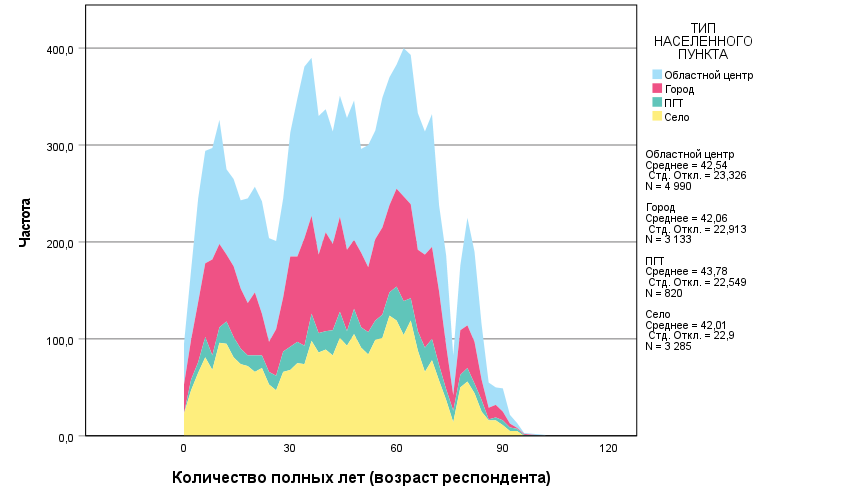 400,0
300,0
200,0
100,0
0,0
Частота
0
30
60
90
120
Количество полных лет (возраст респондента)
ТИП
НАСЕЛЕННОГО
ПУНКТА
Областной центр
Город
ПГТ
Село
Областной центр
Среднее = 42,54
Стд. Откл. = 23,326
N = 4 990
Город
Среднее = 42,06
Стд. Откл. = 22,913
N = 3 133
ПГТ
Среднее = 43,78
Стд. Откл. = 22,549
N = 820
Село
Среднее = 42,01
Стд. Откл. = 22,9
N = 3 285